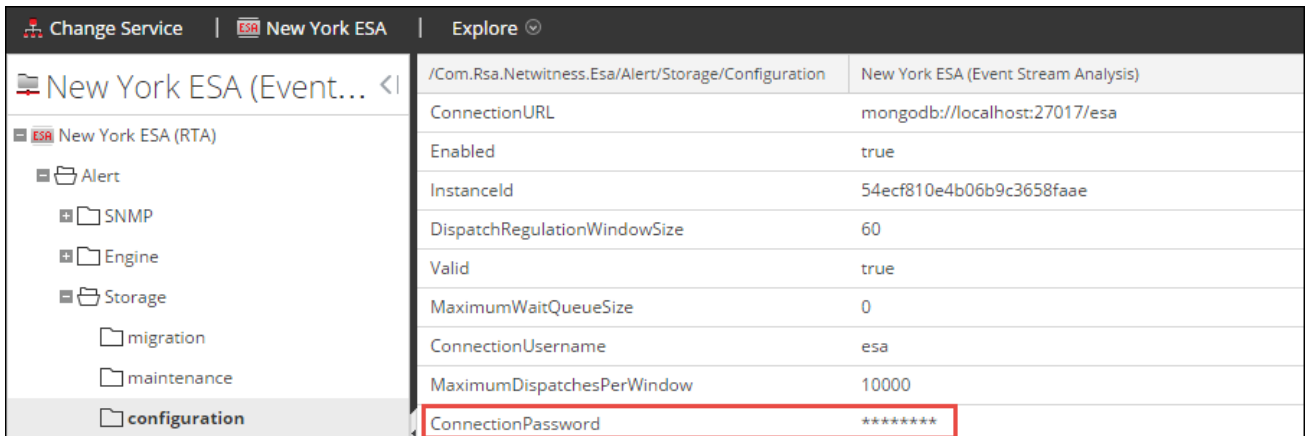 Change Service | ESA New York ESA | Explore
New York ESA (Event...
ESA New York ESA (RTA)
Alert
SNMP
Engine
Storage
migration
maintenance
configuration
/Com.Rsa.Netwitness.Esa/Alert/Storage/Configuration New York ESA (Event Stream Analysis)
ConnectionURL mongodb://localhost:27017/esa
Enabled true
InstanceId 54ecf810e4b06b9c3658faae
DispatchRegulationWindowSize 60
Valid true
MaximumWaitQueueSize 0
ConnectionUsername esa
MaximumDispatchesPerWindow 10000
ConnectionPassword ********